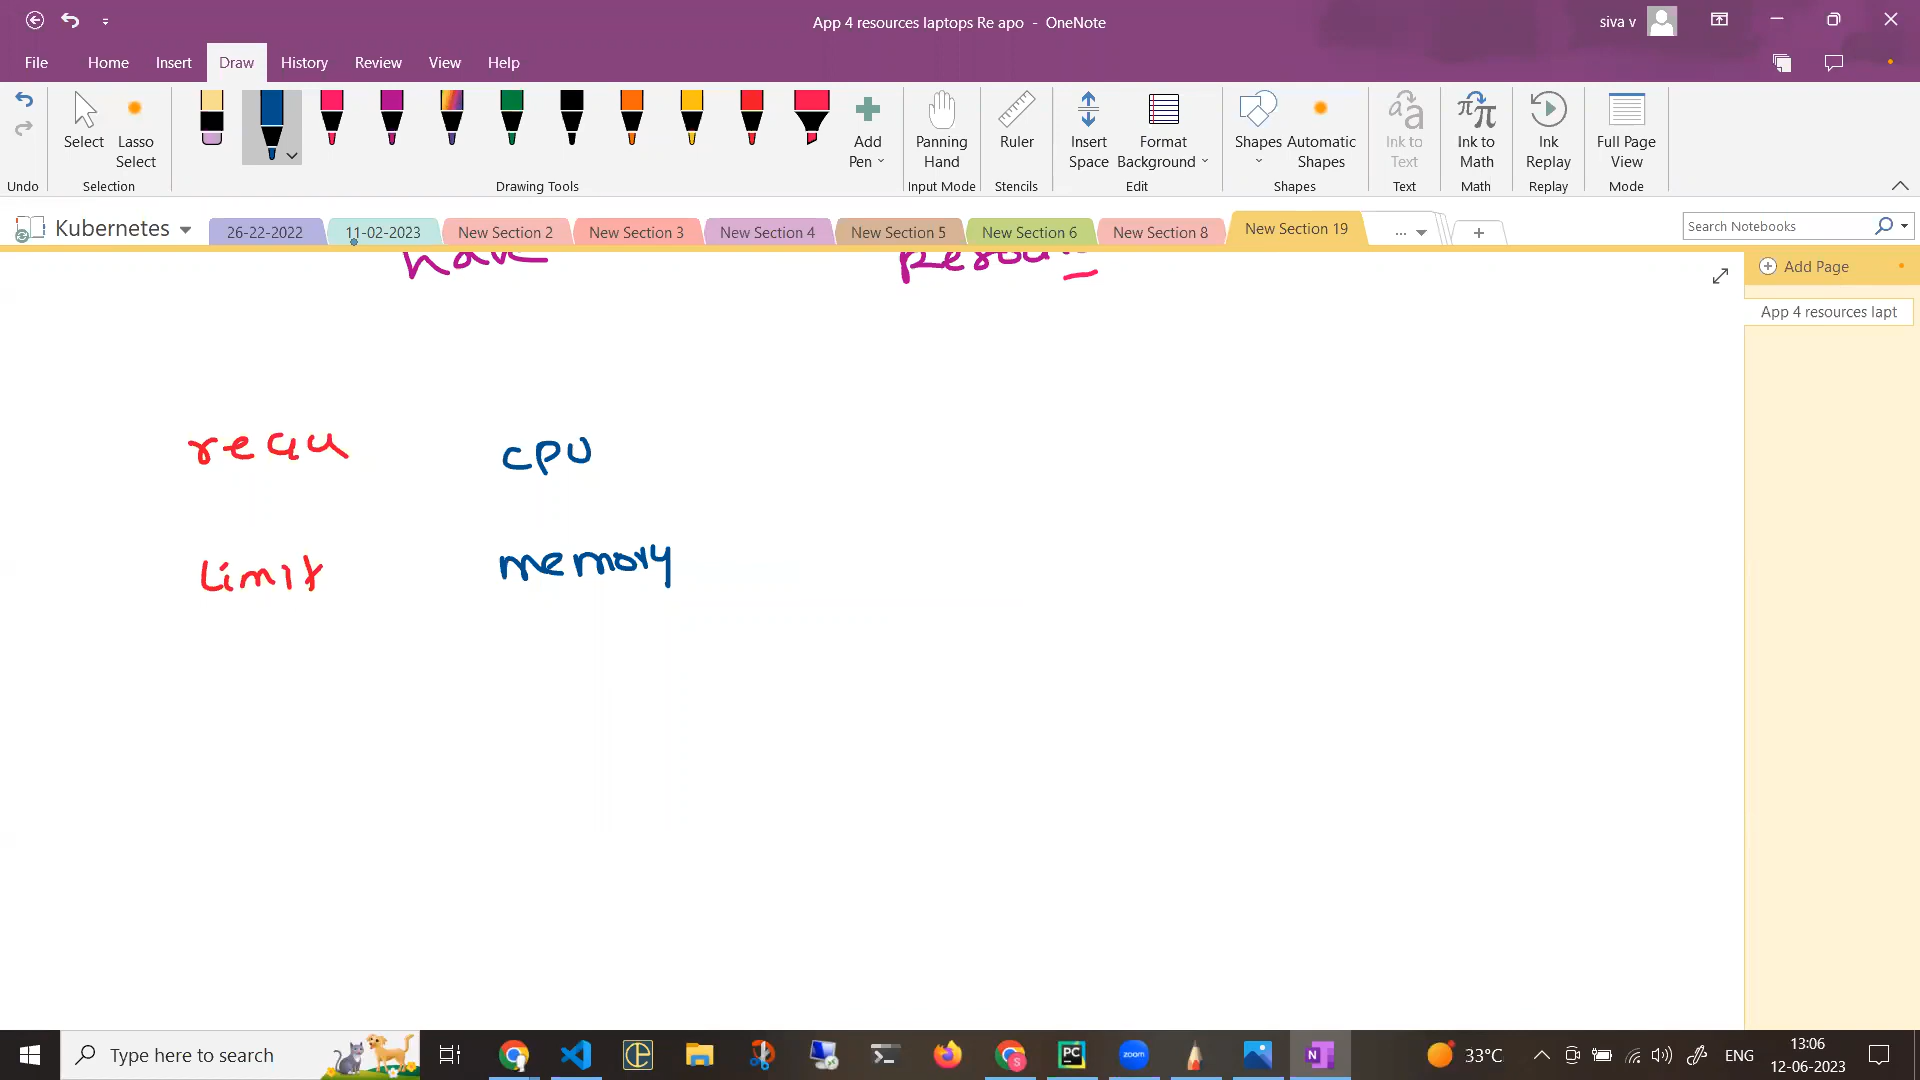 App 4 resources laptops Re apo - OneNote
siva v
File Home Insert Draw History Review View Help
Select Lasso Select
Add Pen
Panning Hand
Ruler
Insert Space
Format Background
Shapes
Automatic Shapes
Ink to Text
Ink to Math
Ink Replay
Full Page View
Undo Selection Drawing Tools Input Mode Stencils Edit Shapes Text Math Replay Mode
Kubernetes 26-22-2022 11-02-2023 New Section 2 New Section 3 New Section 4 New Section 5 New Section 6 New Section 8 New Section 19 ... + Search Notebooks
Add Page
have
App 4 resources lapt
requ cpu
Limit memory
Type here to search
PC
zoom
N
33°C
ENG
13:06
12-06-2023